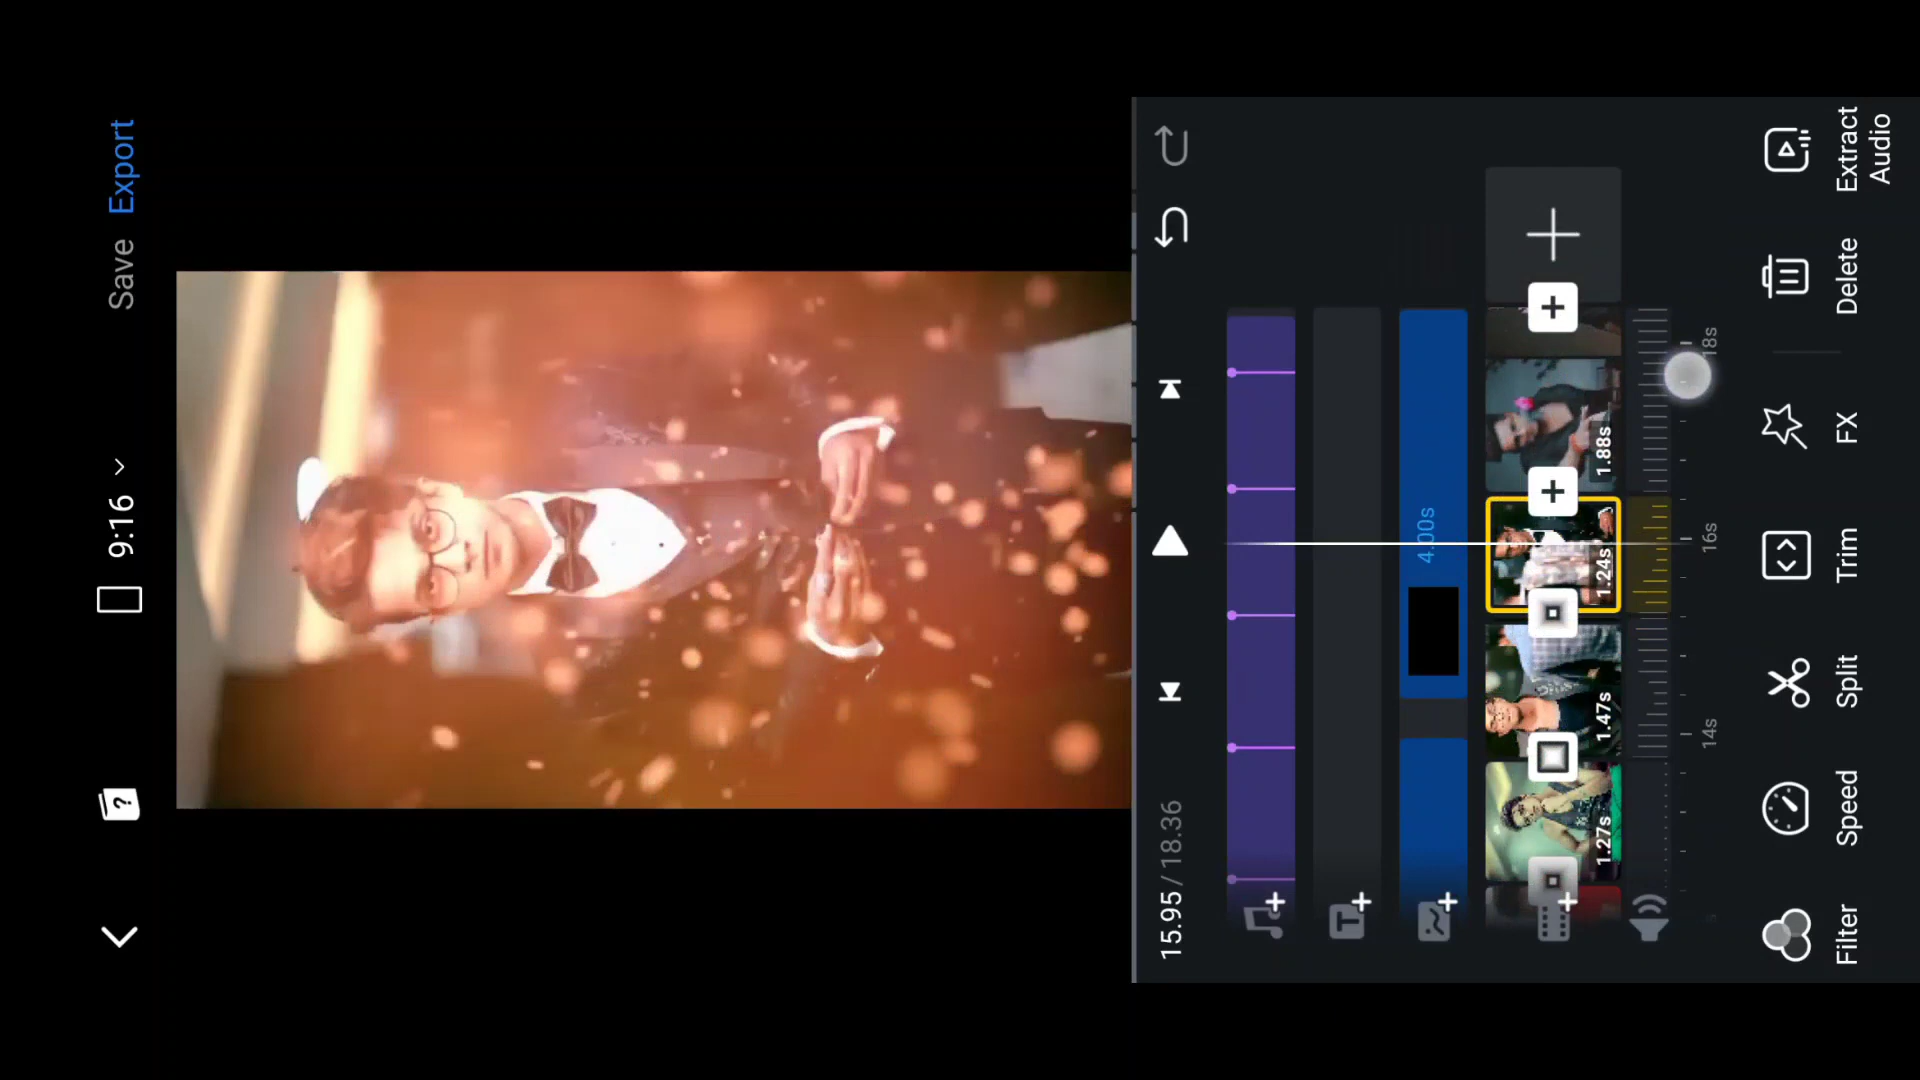 9:16
Save
Export
15.95 / 18.36
4.00s
1.27s
1.47s
1.24s
1.88s
14s
16s
18s
Filter
Speed
Split
Trim
FX
Delete
Extract
Audio